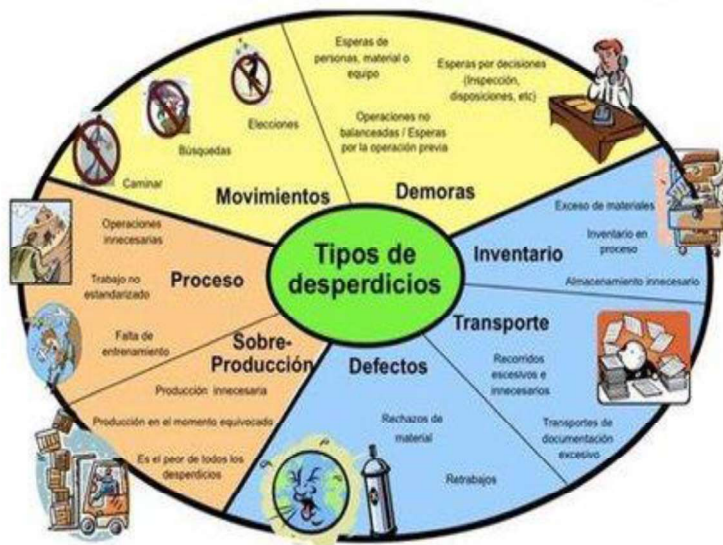 Esperas de
personas, material o
equipo
Esperas por decisiones
(Inspección,
disposiciones, etc)
Operaciones no
balanceadas / Esperas
por la operación previa
Demoras
Elecciones
Búsquedas
Caminar
Movimientos
Exceso de materiales
Inventario en
proceso
Almacenamiento innecesario
Inventario
Tipos de
desperdicios
Operaciones
innecesarias
Trabajo no
estandarizado
Falta de
entrenamiento
Proceso
Transporte
Recorridos
excesivos e
innecesarios
Transportes de
documentación
excesivo
Sobre-
Producción
Producción innecesaria
Producción en el momento equivocado
Es el peor de todos los
desperdicios
Defectos
Rechazos de
material
Retrabajos